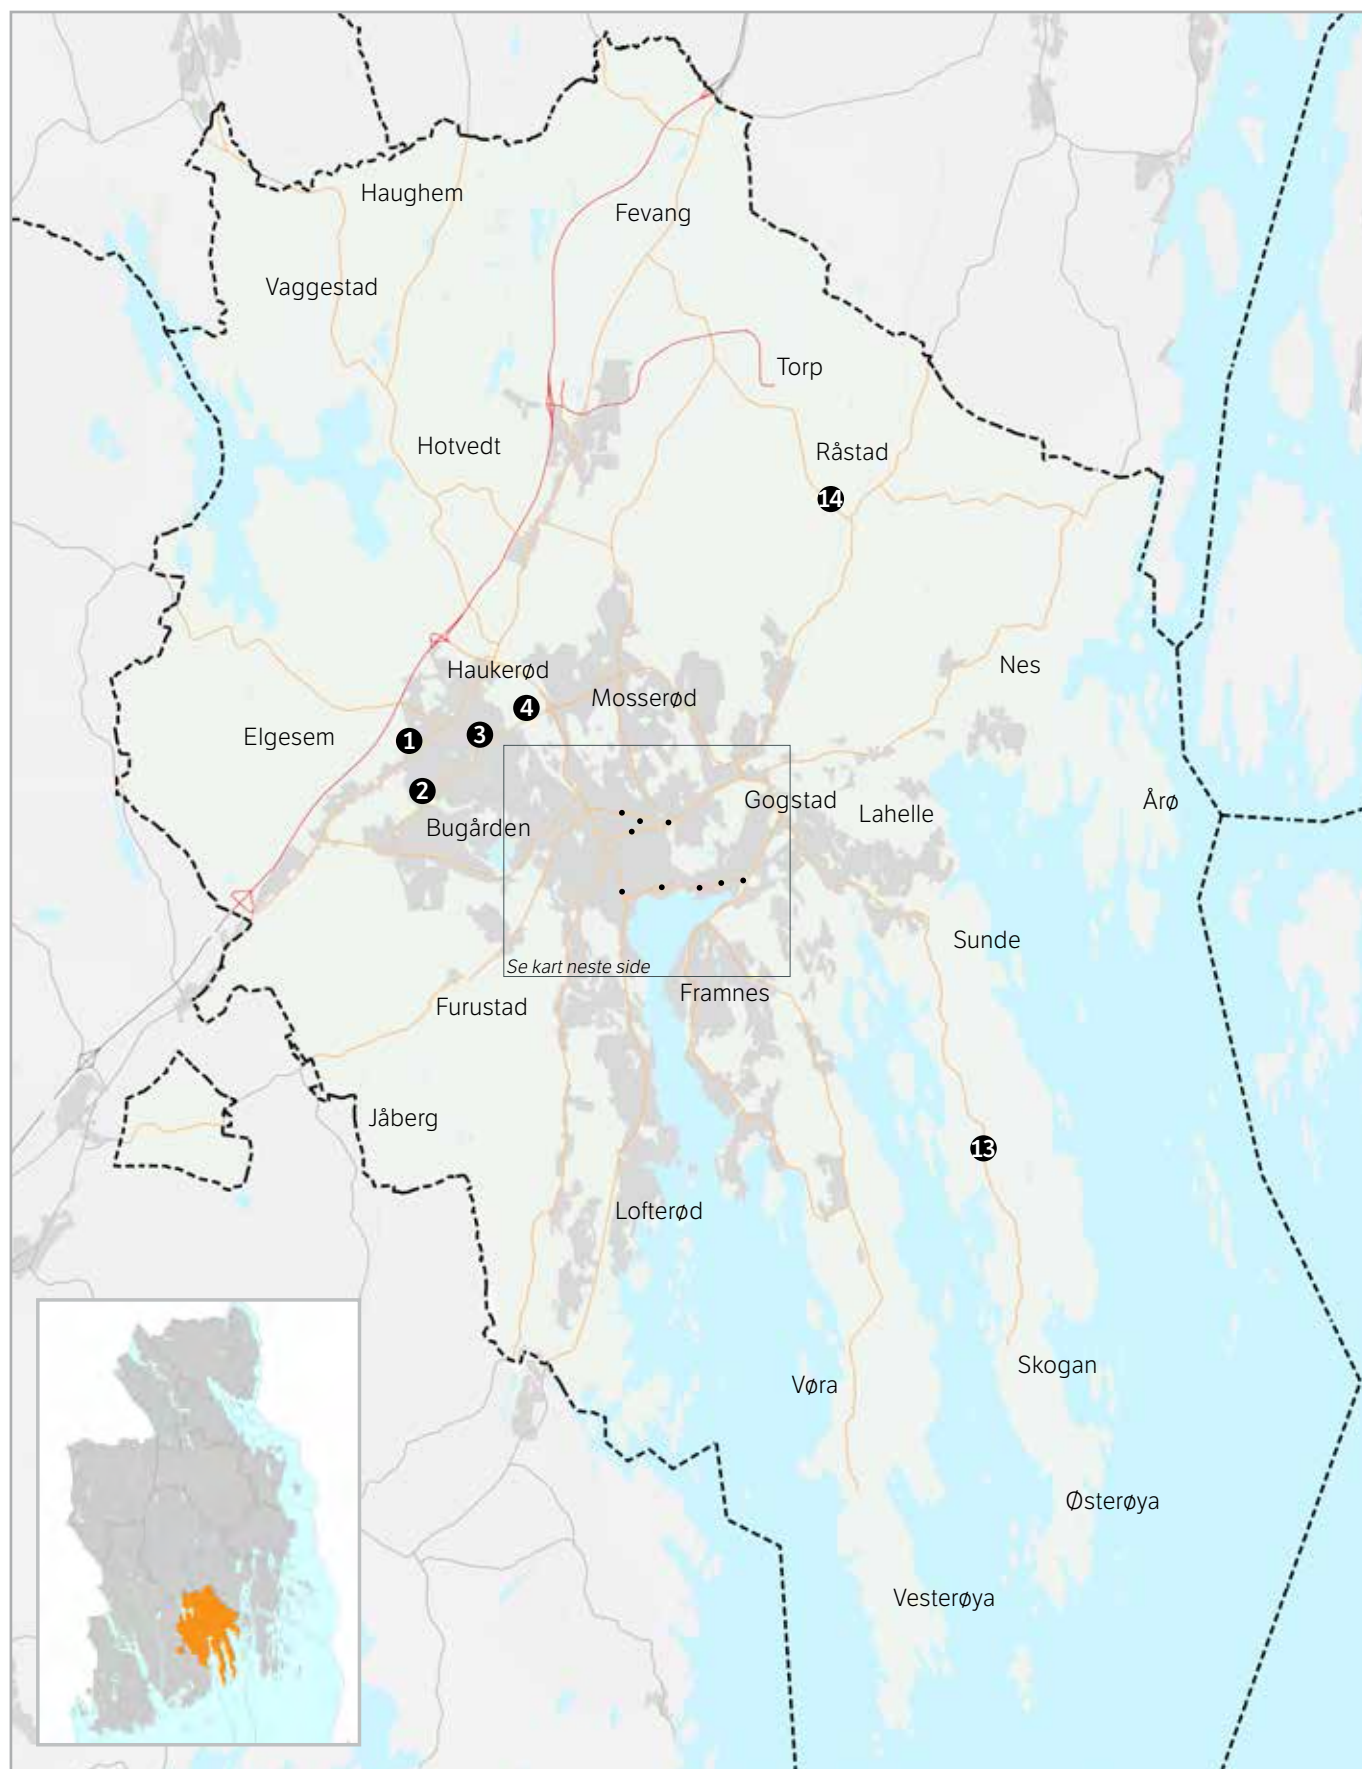 Haughem
Fevang
Vaggestad
Torp
Hotvedt
Råstad
14
Nes
Haukerød
Mosserød
4
3
Elgesem
1
2
Gogstad
Årø
Lahelle
Bugården
Sunde
Se kart neste side
Framnes
Furustad
Jåberg
13
Lofterød
Skogan
Vøra
Østerøya
Vesterøya